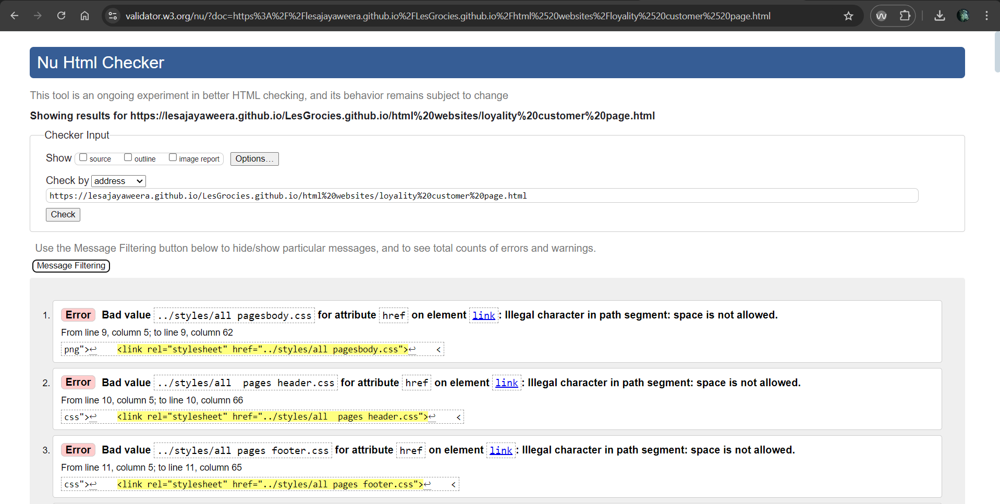 validator.w3.org/nu/?doc=https%3A%2F%2Flesajayaweera.github.io%2FLesGrocies.github.io%2Fhtml%2520websites%2Floyality%2520customer%2520page.html
Nu Html Checker
This tool is an ongoing experiment in better HTML checking, and its behavior remains subject to change
Showing results for https://lesajayaweera.github.io/LesGrocies.github.io/html%20websites/loyality%20customer%20page.html
Checker Input
Show source outline image report Options...
Check by address
https://lesajayaweera.github.io/LesGrocies.github.io/html%20websites/loyality%20customer%20page.html
Check
Use the Message Filtering button below to hide/show particular messages, and to see total counts of errors and warnings.
Message Filtering
1. Error Bad value ../styles/all pagesbody.css for attribute href on element link: Illegal character in path segment: space is not allowed.
From line 9, column 5; to line 9, column 62
png">↩    <link rel="stylesheet" href="../styles/all pagesbody.css">↩    <
2. Error Bad value ../styles/all  pages header.css for attribute href on element link: Illegal character in path segment: space is not allowed.
From line 10, column 5; to line 10, column 66
css">↩    <link rel="stylesheet" href="../styles/all  pages header.css">↩    <
3. Error Bad value ../styles/all pages footer.css for attribute href on element link: Illegal character in path segment: space is not allowed.
From line 11, column 5; to line 11, column 65
css">↩    <link rel="stylesheet" href="../styles/all pages footer.css">↩    <